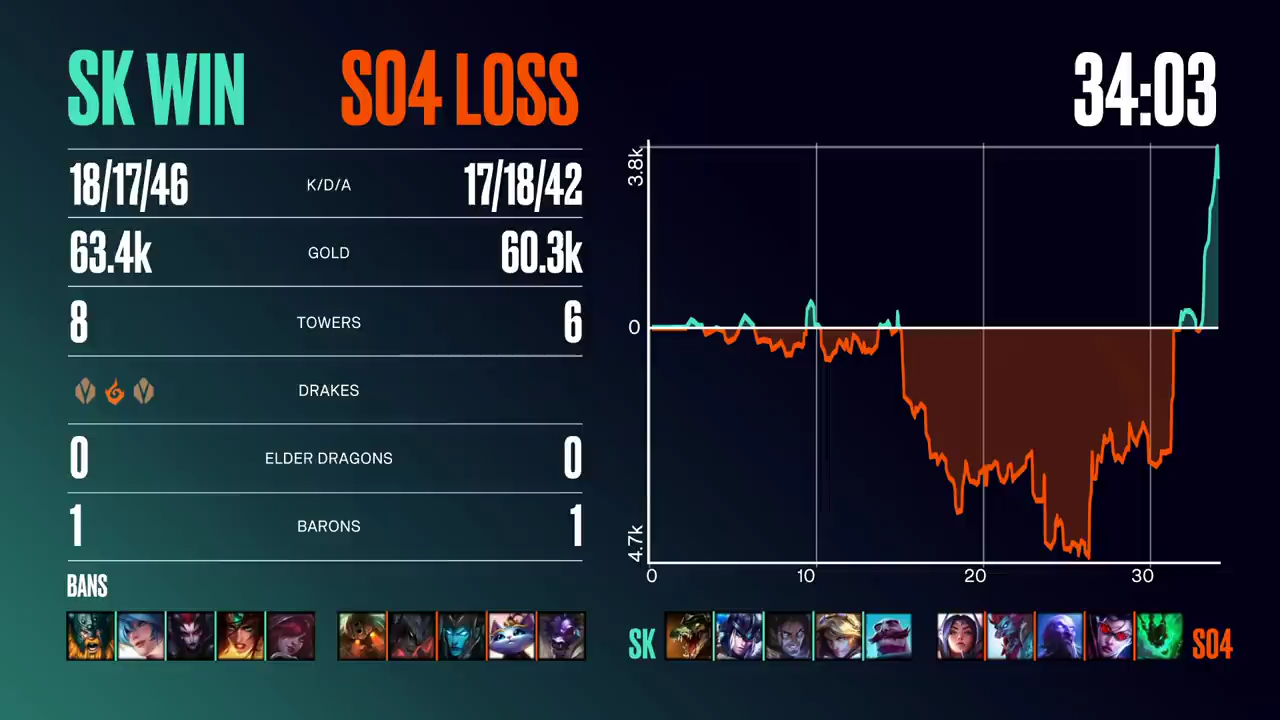 SK WIN
S04 LOSS
34:03
18/17/46 K/D/A 17/18/42
63.4k GOLD 60.3k
8 TOWERS 6
DRAKES
0 ELDER DRAGONS 0
1 BARONS 1
3.8k
0
4.7k
0 10 20 30
BANS
SK
S04